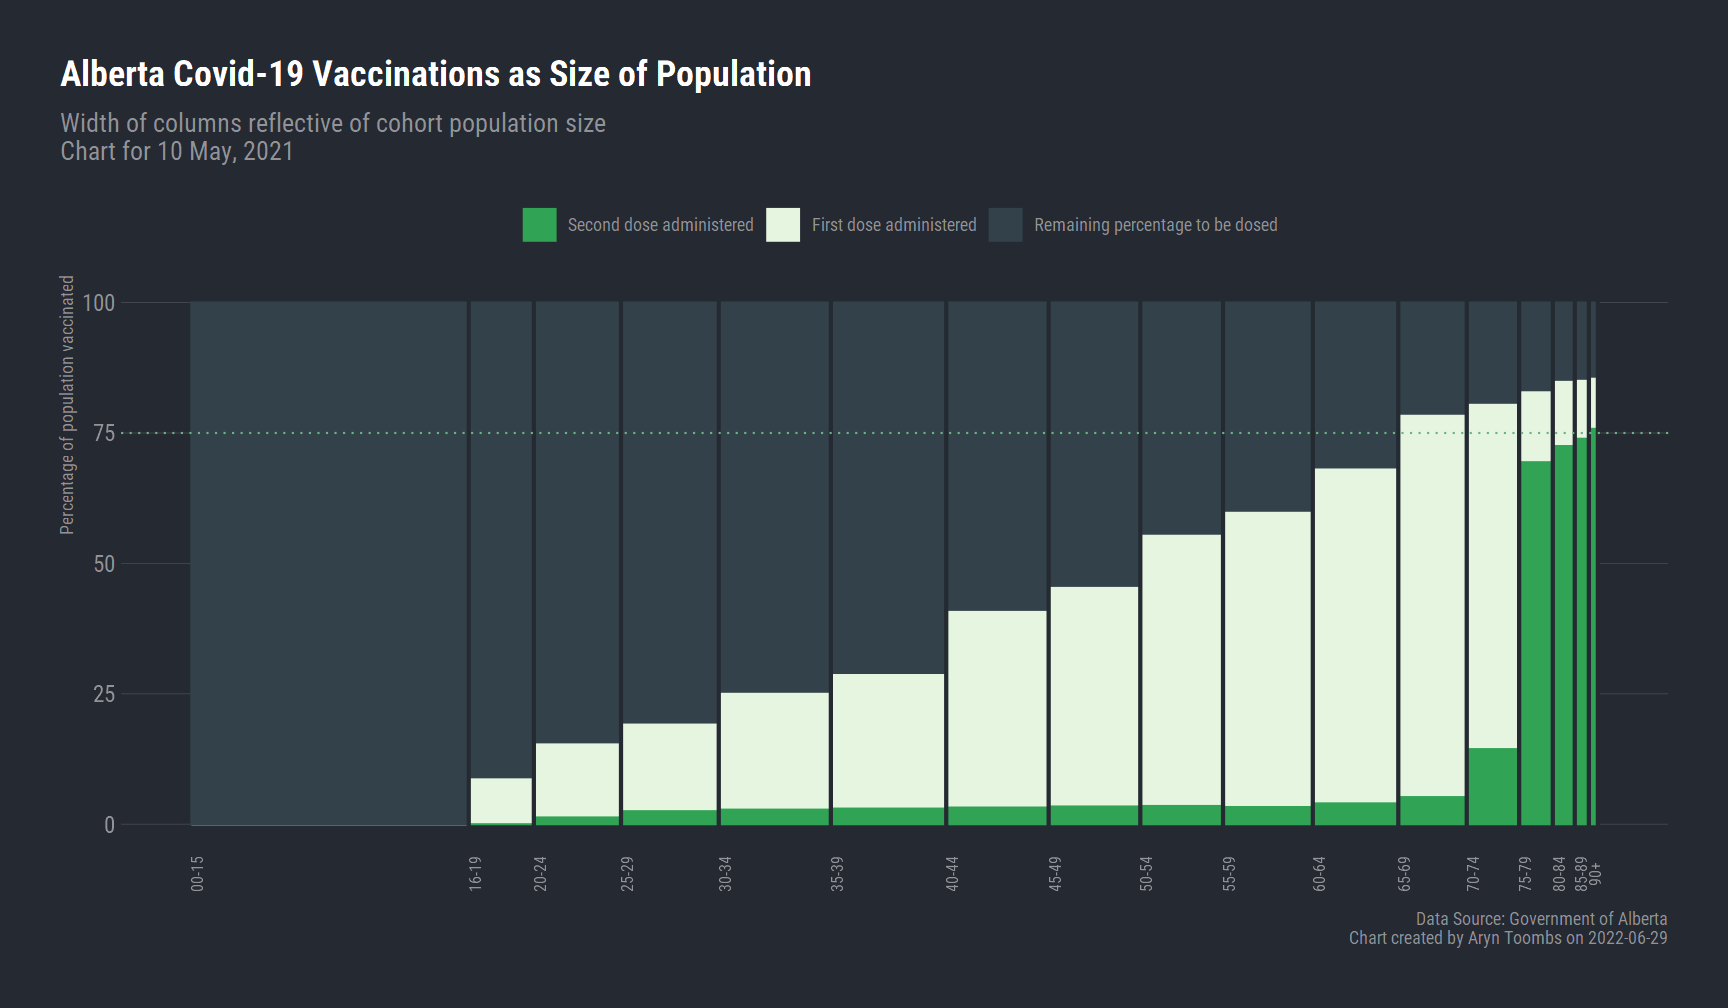 Alberta Covid-19 Vaccinations as Size of Population
Width of columns reflective of cohort population size
Chart for 10 May, 2021
Second dose administered
First dose administered
Remaining percentage to be dosed
Percentage of population vaccinated
100
75
50
25
0
00-15
16-19
20-24
25-29
30-34
35-39
40-44
45-49
50-54
55-59
60-64
65-69
70-74
75-79
80-84
85-89
90+
Data Source: Government of Alberta
Chart created by Aryn Toombs on 2022-06-29